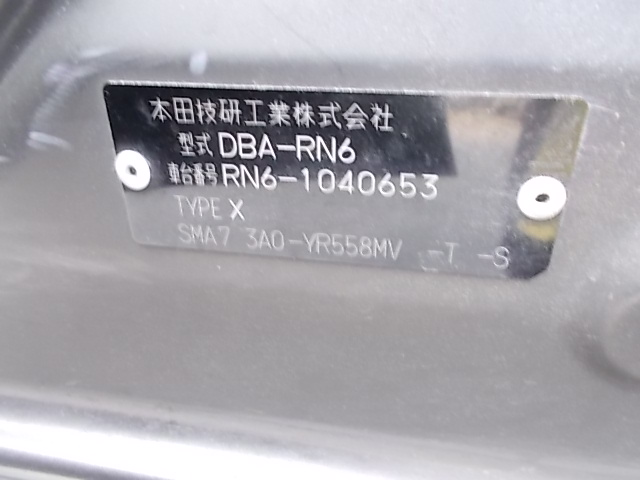 本田技研工業株式会社
型式 DBA-RN6
車台番号 RN6-1040653
TYPE X
SMA7 3A0-YR558MV -T -S